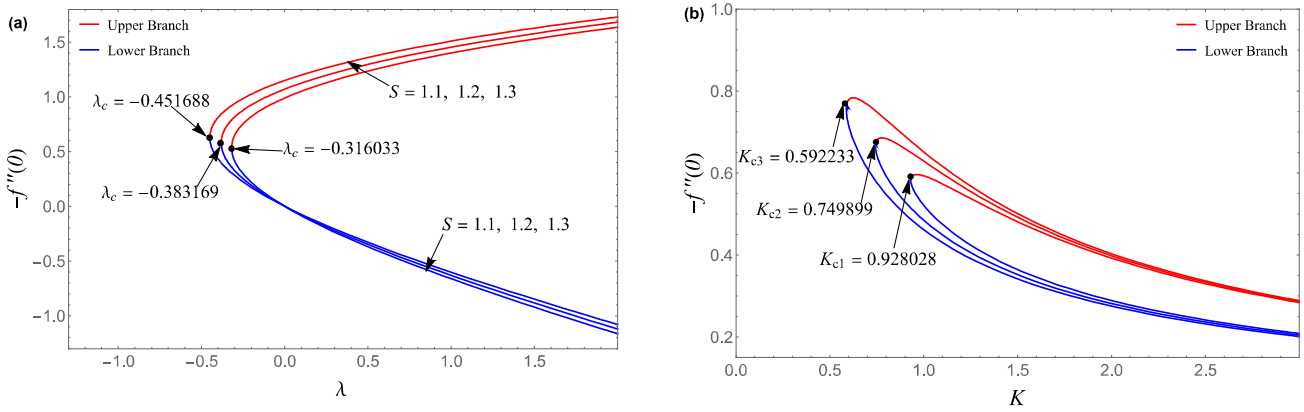 (a)
Upper Branch
Lower Branch
λc = −0.451688
S = 1.1, 1.2, 1.3
λc = −0.316033
λc = −0.383169
S = 1.1, 1.2, 1.3
−f''(0)
1.5
1.0
0.5
0.0
−0.5
−1.0
−1.0
−0.5
0.0
0.5
1.0
1.5
λ
(b)
Upper Branch
Lower Branch
Kc3 = 0.592233
Kc2 = 0.749899
Kc1 = 0.928028
−f''(0)
1.0
0.8
0.6
0.4
0.2
0.0
0.5
1.0
1.5
2.0
2.5
K